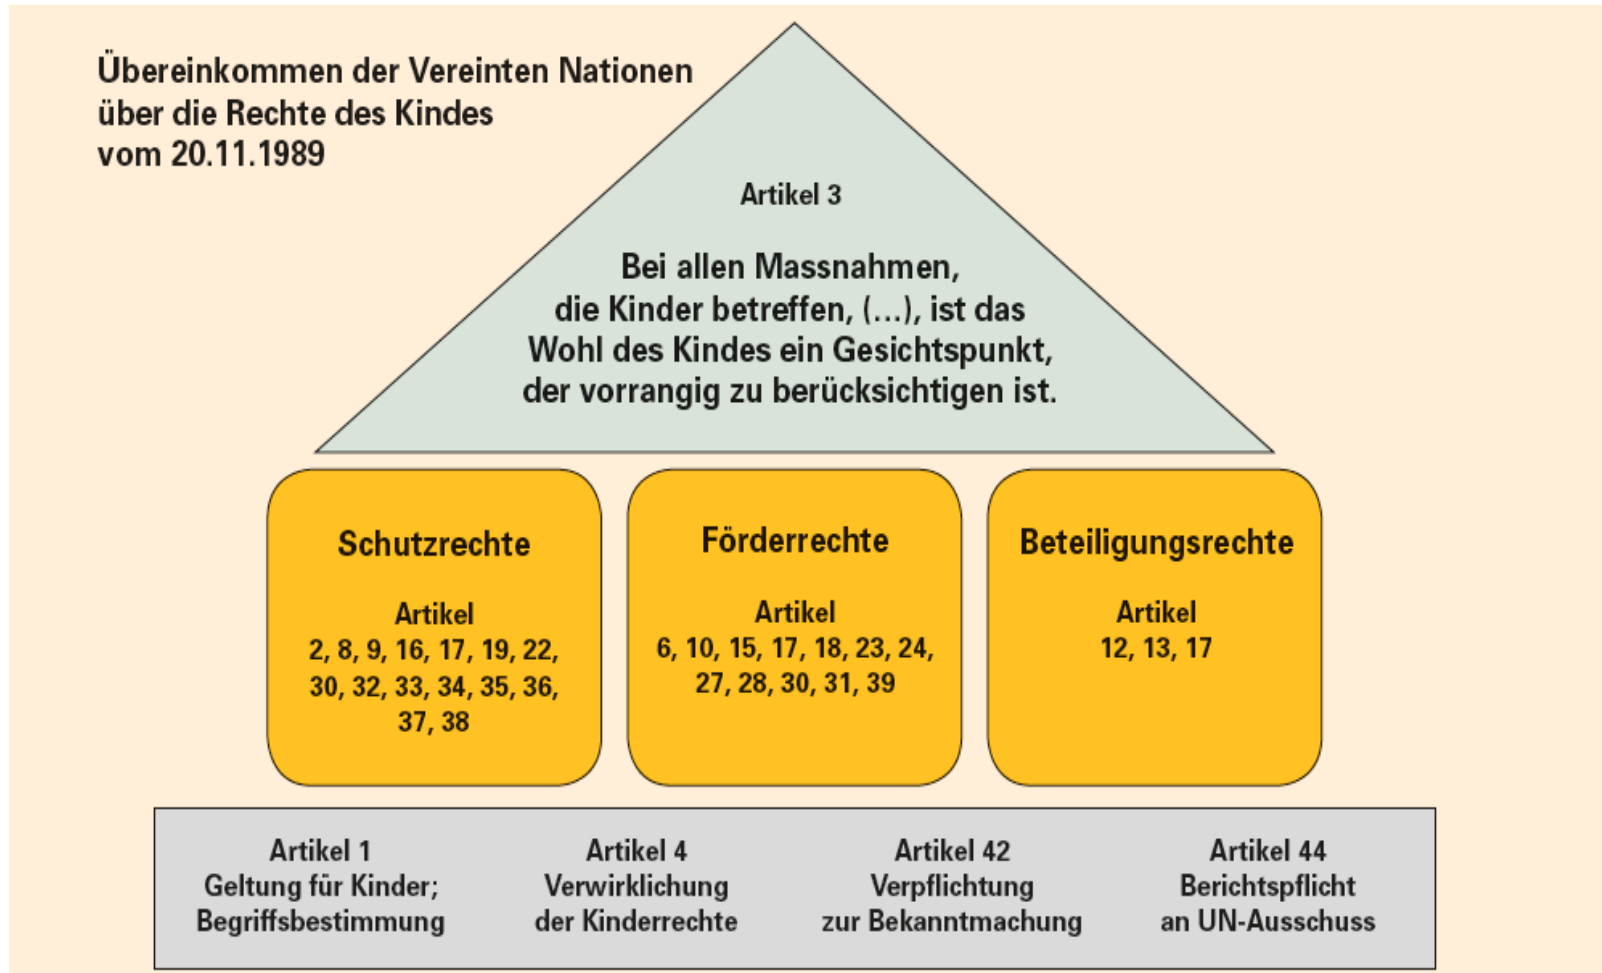 Übereinkommen der Vereinten Nationen
über die Rechte des Kindes
vom 20.11.1989
Artikel 3
Bei allen Massnahmen,
die Kinder betreffen, (…), ist das
Wohl des Kindes ein Gesichtspunkt,
der vorrangig zu berücksichtigen ist.
Schutzrechte
Artikel
2, 8, 9, 16, 17, 19, 22,
30, 32, 33, 34, 35, 36,
37, 38
Förderrechte
Artikel
6, 10, 15, 17, 18, 23, 24,
27, 28, 30, 31, 39
Beteiligungsrechte
Artikel
12, 13, 17
Artikel 1
Geltung für Kinder;
Begriffsbestimmung
Artikel 4
Verwirklichung
der Kinderrechte
Artikel 42
Verpflichtung
zur Bekanntmachung
Artikel 44
Berichtspflicht
an UN-Ausschuss